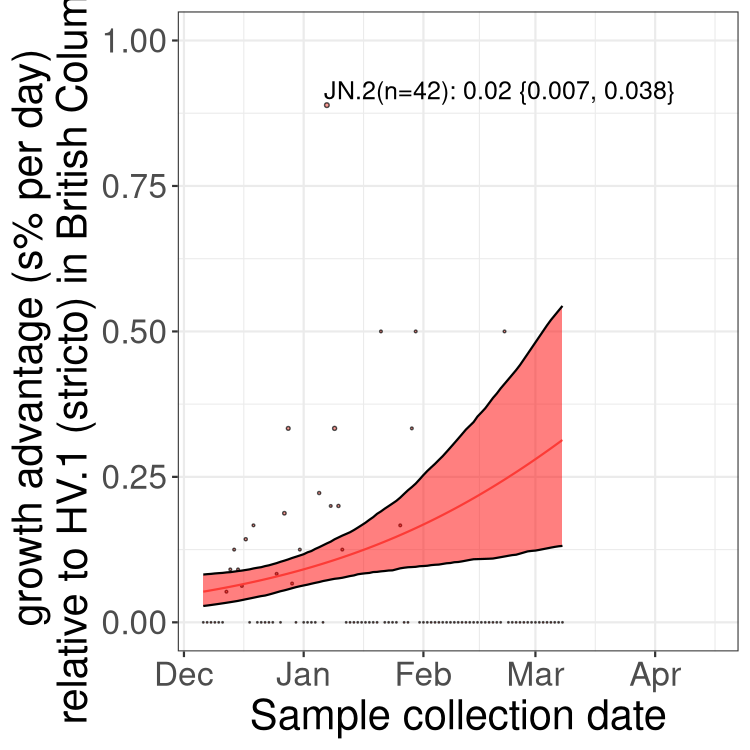 growth advantage (s% per day)
relative to HV.1 (stricto) in British Colum
1.00
0.75
0.50
0.25
0.00
JN.2(n=42): 0.02 {0.007, 0.038}
Dec Jan Feb Mar Apr
Sample collection date